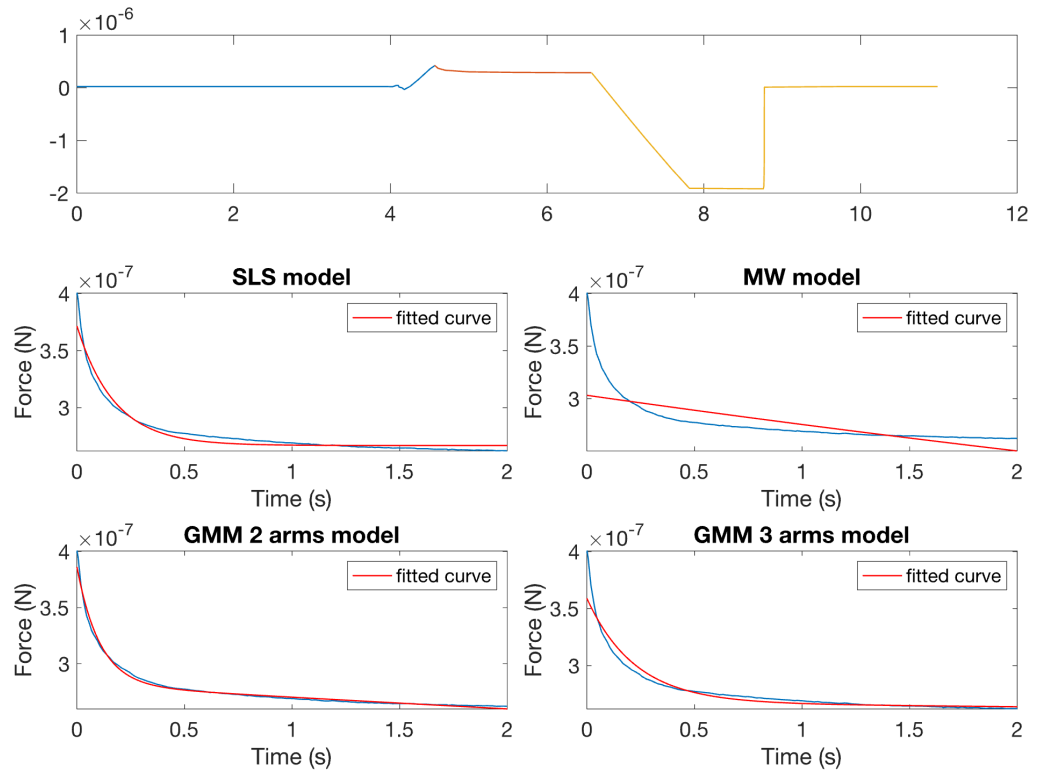 ×10^-6
1
0
-1
-2
0 2 4 6 8 10 12
SLS model
×10^-7
4
3.5
3
Force (N)
fitted curve
0 0.5 1 1.5 2
Time (s)
MW model
×10^-7
4
3.5
3
Force (N)
fitted curve
0 0.5 1 1.5 2
Time (s)
GMM 2 arms model
×10^-7
4
3.5
3
Force (N)
fitted curve
0 0.5 1 1.5 2
Time (s)
GMM 3 arms model
×10^-7
4
3.5
3
Force (N)
fitted curve
0 0.5 1 1.5 2
Time (s)